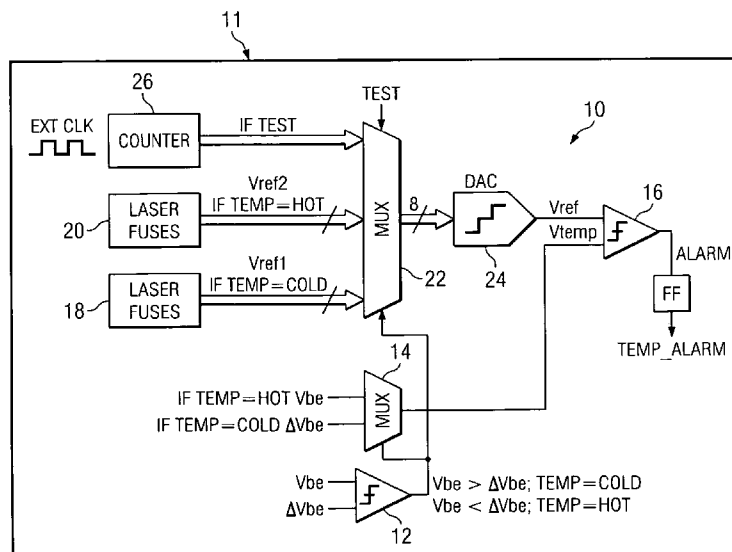 11
26
EXT CLK
COUNTER
IF TEST
TEST
10
Vref2
IF TEMP=HOT
20
LASER
FUSES
MUX
22
8
DAC
24
Vref
Vtemp
16
ALARM
FF
TEMP_ALARM
Vref1
IF TEMP=COLD
18
LASER
FUSES
14
IF TEMP=HOT Vbe
IF TEMP=COLD ΔVbe
MUX
Vbe
ΔVbe
12
Vbe > ΔVbe; TEMP=COLD
Vbe < ΔVbe; TEMP=HOT